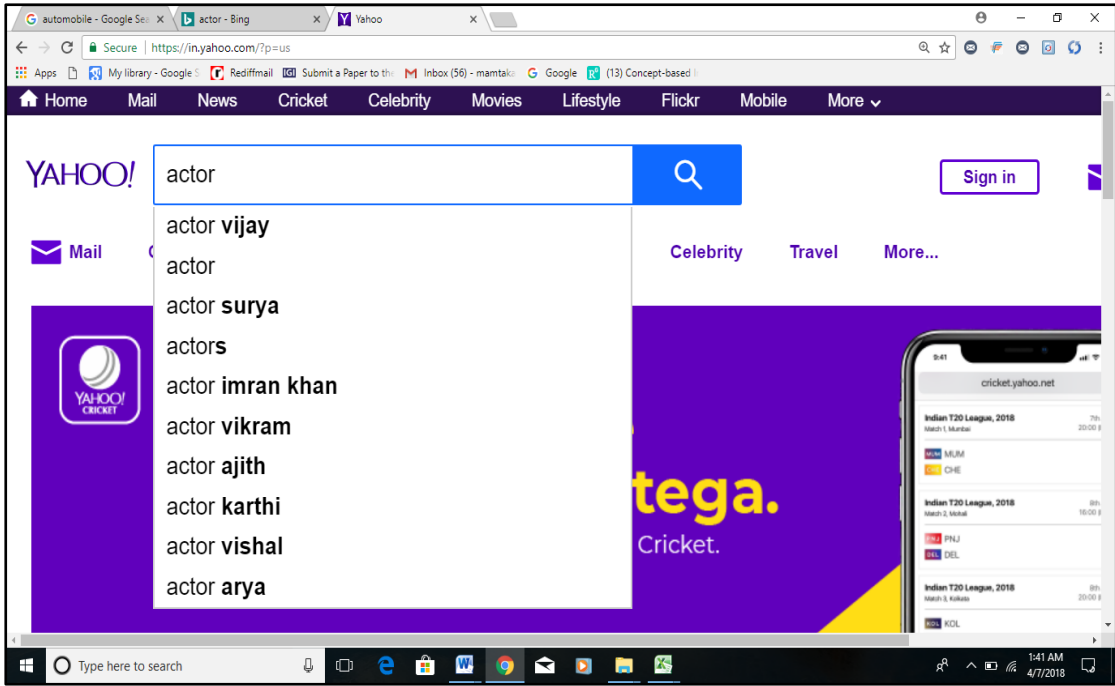 automobile - Google Sea
actor - Bing
Yahoo
Secure | https://in.yahoo.com/?p=us
Apps
My library - Google S
Rediffmail
Submit a Paper to the
Inbox (56) - mamtaka
Google
(13) Concept-based
Home Mail News Cricket Celebrity Movies Lifestyle Flickr Mobile More
YAHOO!
actor
Sign in
actor vijay
Mail
Celebrity Travel More...
actor
actor surya
actors
actor imran khan
actor vikram
actor ajith
actor karthi
actor vishal
actor arya
YAHOO!
CRICKET
tega.
Cricket.
9:41
cricket.yahoo.net
Indian T20 League, 2018 7th
Match 1, Mumbai 20:00
MUM MUM
CHE
Indian T20 League, 2018 8th
Match 2, Mohali 16:00
PNJ PNJ
DEL DEL
Indian T20 League, 2018 8th
Match 3, Kolkata 20:00
KOL KOL
Type here to search
1:41 AM
4/7/2018